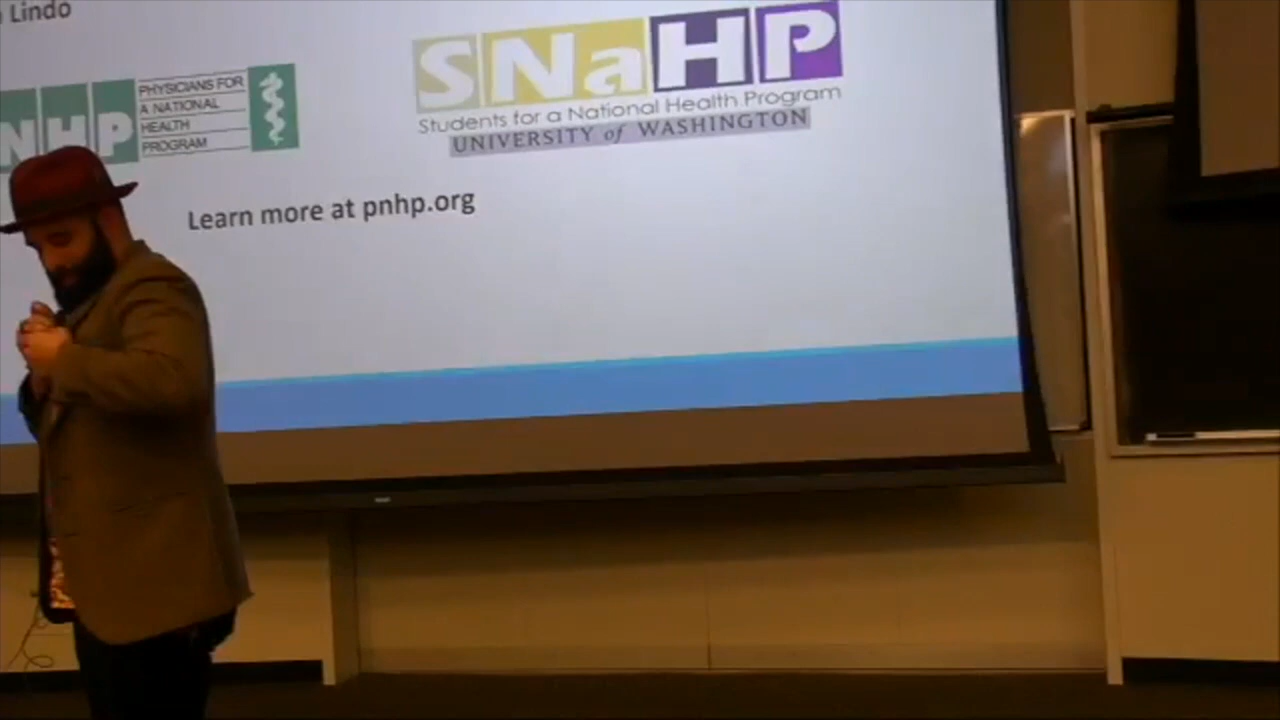 Lindo
NHP
PHYSICIANS FOR
A NATIONAL
HEALTH
PROGRAM
SNaHP
Students for a National Health Program
UNIVERSITY of WASHINGTON
Learn more at pnhp.org